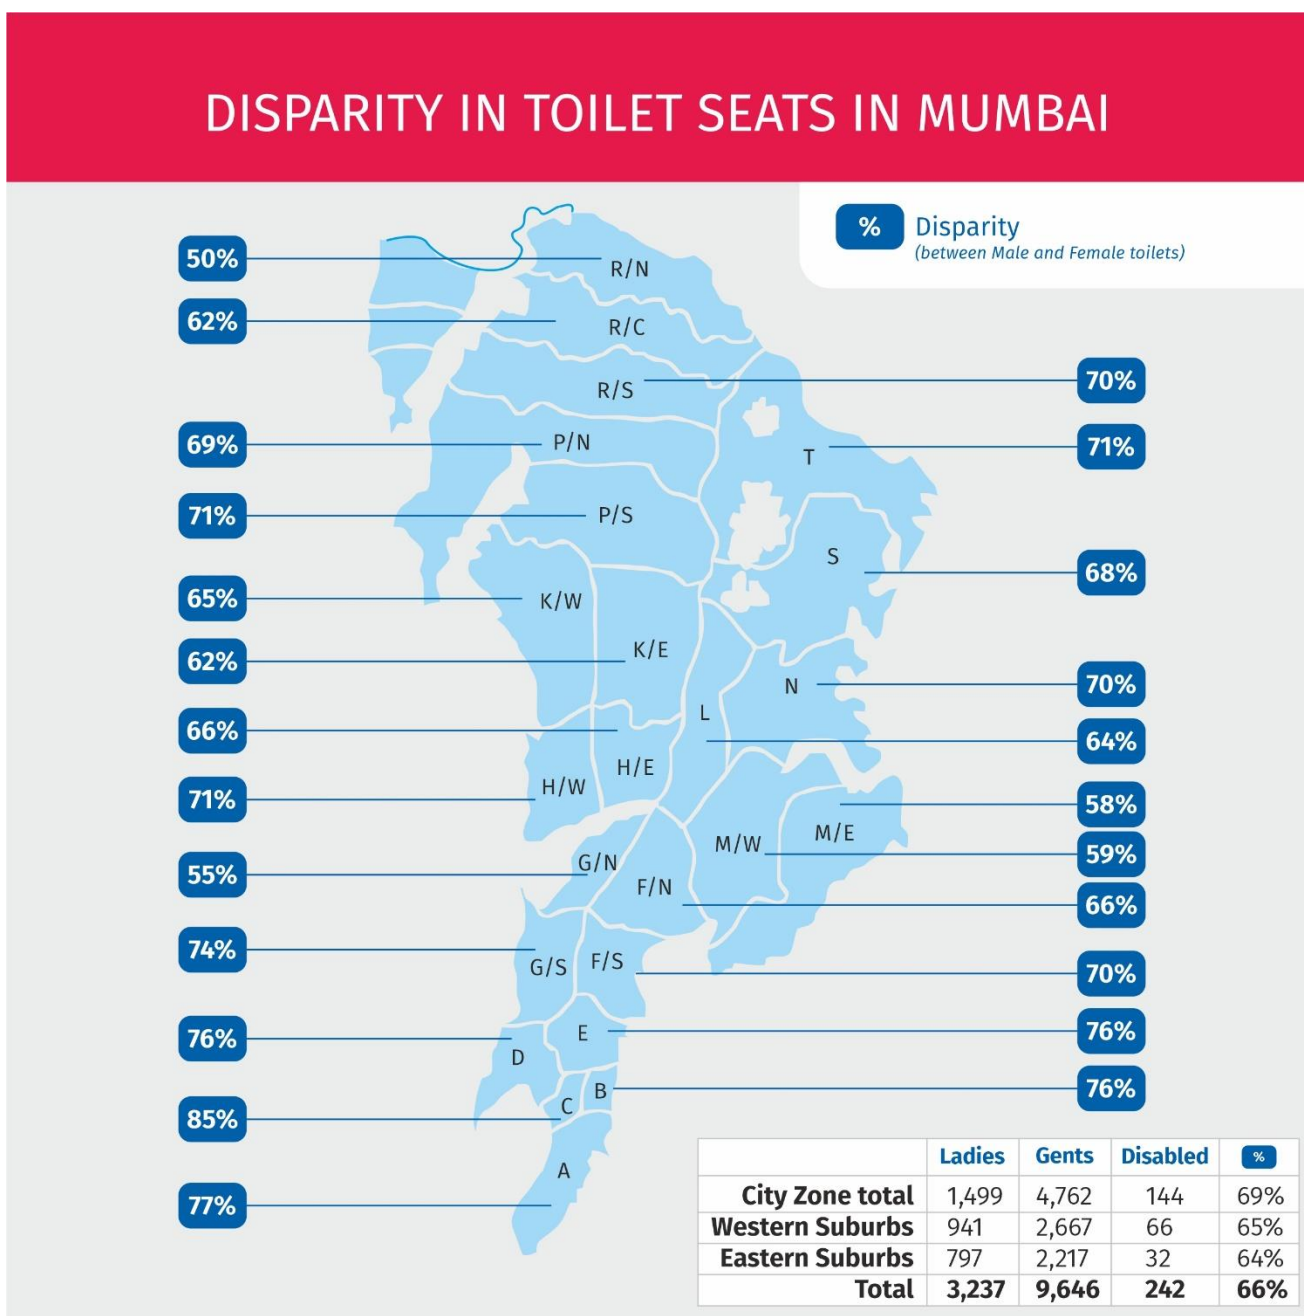 DISPARITY IN TOILET SEATS IN MUMBAI
% Disparity
(between Male and Female toilets)
50%
R/N
62%
R/C
R/S
70%
69%
P/N
T
71%
71%
P/S
S
68%
65%
K/W
62%
K/E
N
70%
66%
L
64%
H/E
71%
H/W
58%
M/W
M/E
59%
55%
G/N
F/N
66%
74%
G/S
F/S
70%
76%
D
E
76%
B
76%
85%
C
A
77%
Ladies Gents Disabled %
City Zone total 1,499 4,762 144 69%
Western Suburbs 941 2,667 66 65%
Eastern Suburbs 797 2,217 32 64%
Total 3,237 9,646 242 66%